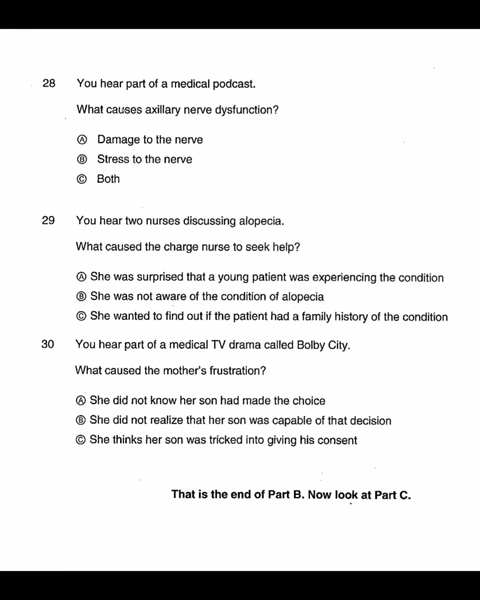 28 You hear part of a medical podcast.
What causes axillary nerve dysfunction?
Ⓐ Damage to the nerve
Ⓑ Stress to the nerve
Ⓒ Both
29 You hear two nurses discussing alopecia.
What caused the charge nurse to seek help?
Ⓐ She was surprised that a young patient was experiencing the condition
Ⓑ She was not aware of the condition of alopecia
Ⓒ She wanted to find out if the patient had a family history of the condition
30 You hear part of a medical TV drama called Bolby City.
What caused the mother's frustration?
Ⓐ She did not know her son had made the choice
Ⓑ She did not realize that her son was capable of that decision
Ⓒ She thinks her son was tricked into giving his consent
That is the end of Part B. Now look at Part C.